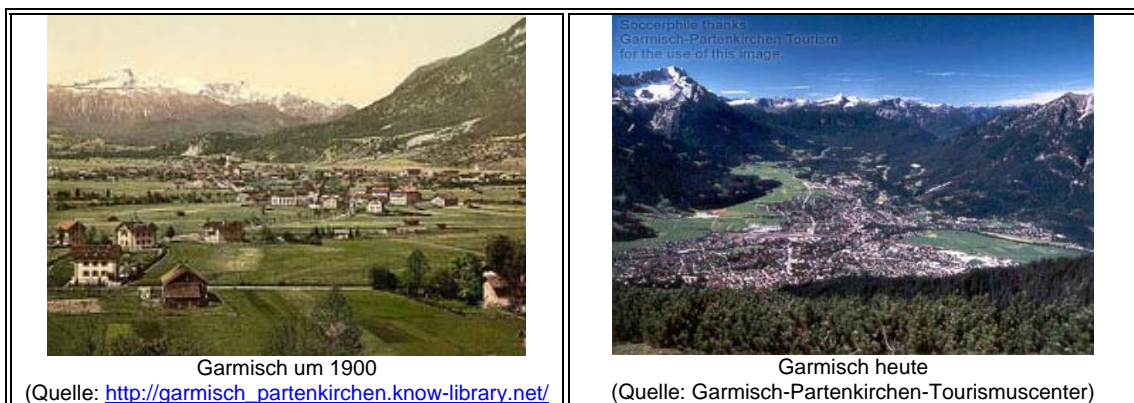 Garmisch um 1900
(Quelle: http://garmisch_partenkirchen.know-library.net/
Soccerphile thanks
Garmisch-Partenkirchen Tourism
for the use of this image.
Garmisch heute
(Quelle: Garmisch-Partenkirchen-Tourismuscenter)